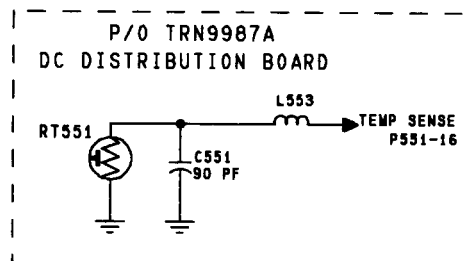 P/O TRN9987A
DC DISTRIBUTION BOARD
L553
TEMP SENSE
P551-16
RT551
C551
90 PF